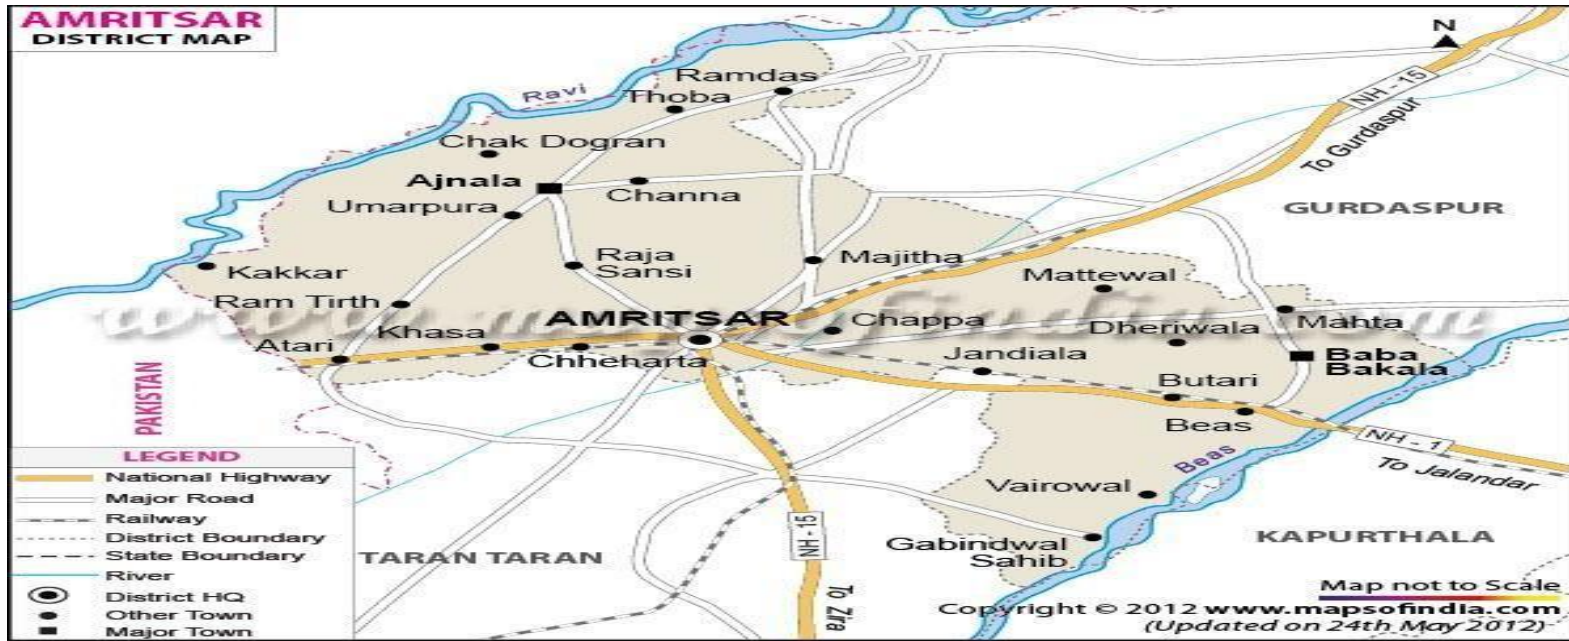 AMRITSAR
DISTRICT MAP
N
Ravi
Ramdas
Thoba
NH - 15
To Gurdaspur
Chak Dogran
Ajnala
Channa
Umarpura
GURDASPUR
Raja
Sansi
Majitha
Kakkar
Mattewal
Ram Tirth
AMRITSAR
Khasa
Chappa
Dheriwala
Mahta
Atari
Chheharta
Jandiala
Baba
Bakala
Butari
PAKISTAN
Beas
NH - 1
To Jalandar
Beas
Vairowal
Gabindwal
Sahib
KAPURTHALA
TARAN TARAN
NH - 15
To Zira
LEGEND
National Highway
Major Road
Railway
District Boundary
State Boundary
River
District HQ
Other Town
Major Town
Map not to Scale
Copyright © 2012 www.mapsofindia.com
(Updated on 24th May 2012)